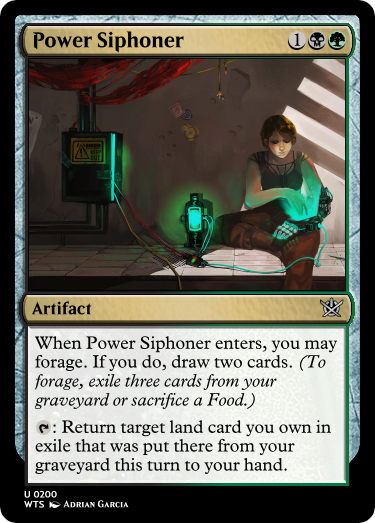 Power Siphoner 1
DANGER
Artifact
When Power Siphoner enters, you may
forage. If you do, draw two cards. (To
forage, exile three cards from your
graveyard or sacrifice a Food.)
: Return target land card you own in
exile that was put there from your
graveyard this turn to your hand.
U 0200
WTS Adrian Garcia